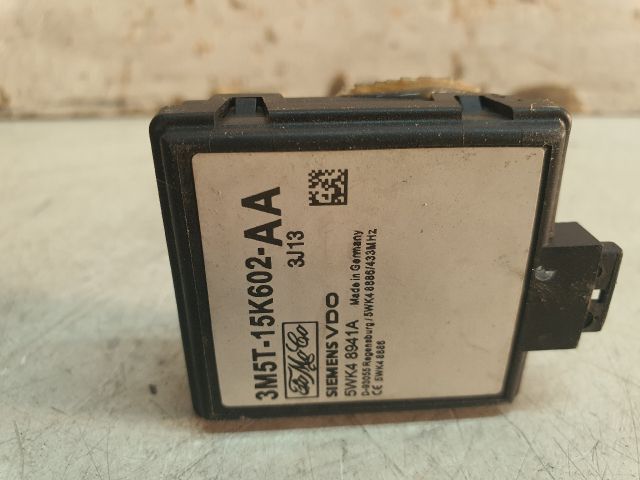 3M5T-15K602-AA
3J13
FoMoCo
SIEMENS VDO
5WK4 8941A
Made in Germany
D-93055 Regensburg/5WK4 8886/433MHz
CE 5WK4 8886